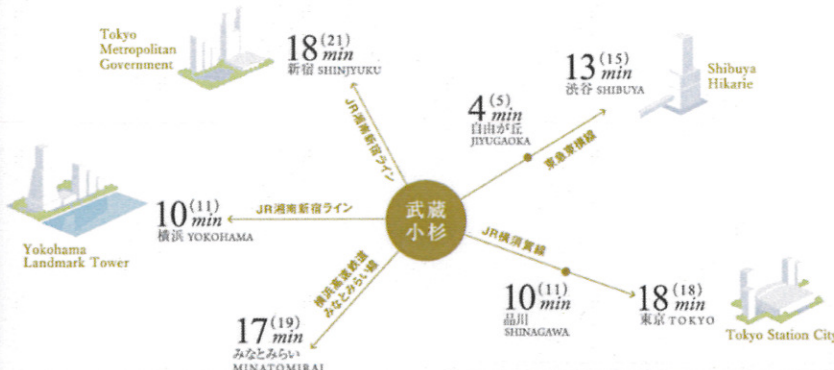 Tokyo
Metropolitan
Government
18 (21)
min
新宿 SHINJYUKU
JR湘南新宿ライン
13 (15)
min
渋谷 SHIBUYA
Shibuya
Hikarie
4 (5)
min
自由が丘
JIYUGAOKA
東急東横線
武蔵
小杉
10 (11)
min
横浜 YOKOHAMA
JR湘南新宿ライン
Yokohama
Landmark Tower
横浜高速鉄道
みなとみらい線
17 (19)
min
みなとみらい
MINATOMIRAI
JR横須賀線
10 (11)
min
品川
SHINAGAWA
18 (18)
min
東京 TOKYO
Tokyo Station City